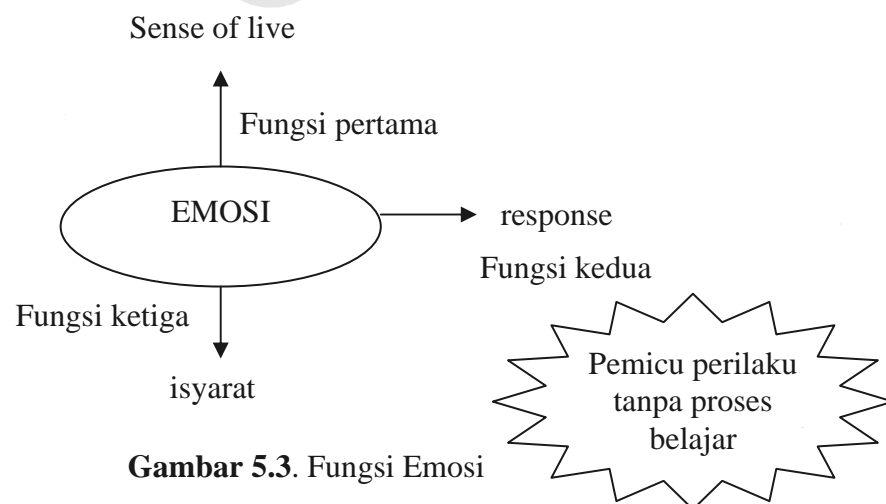 Sense of live
Fungsi pertama
EMOSI
response
Fungsi kedua
Fungsi ketiga
isyarat
Pemicu perilaku
tanpa proses
belajar
Gambar 5.3. Fungsi Emosi